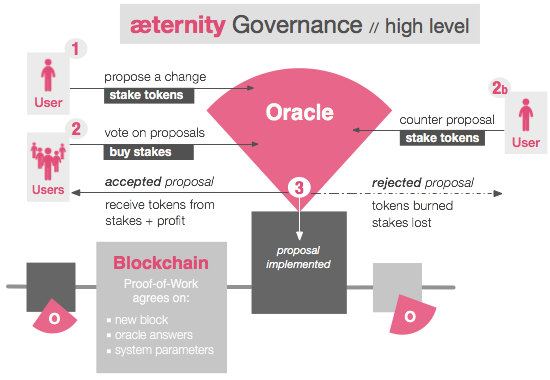 æternity Governance // high level
1
User
propose a change
stake tokens
2
Users
vote on proposals
buy stakes
Oracle
2b
User
counter proposal
stake tokens
accepted proposal
receive tokens from
stakes + profit
3
rejected proposal
tokens burned
stakes lost
proposal
implemented
Blockchain
Proof-of-Work
agrees on:
▪ new block
▪ oracle answers
▪ system parameters
O
O